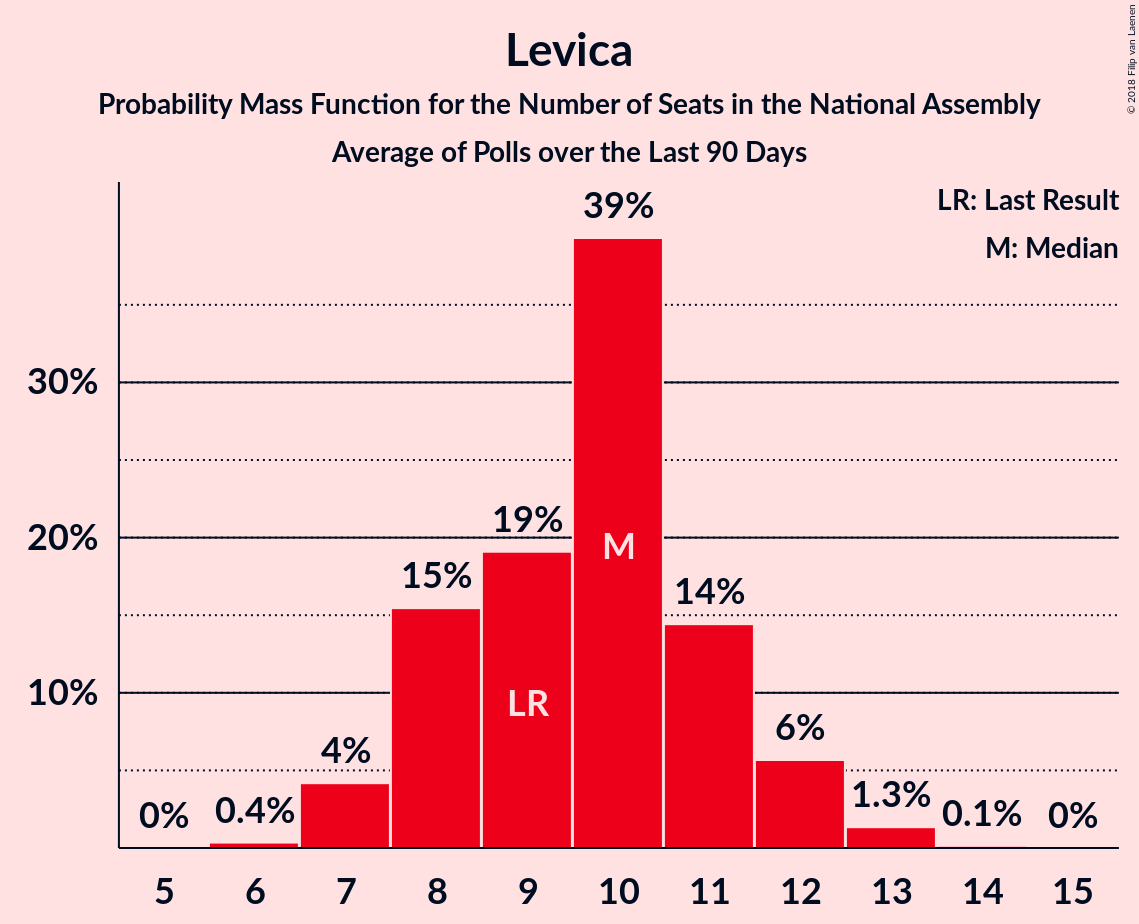 Levica
Probability Mass Function for the Number of Seats in the National Assembly
Average of Polls over the Last 90 Days
© 2018 Filip van Laenen
LR: Last Result
M: Median
39%
30%
19%
20%
M
15%
14%
10%
LR
6%
4%
1.3%
0%
0.4%
0.1%
0%
5 6 7 8 9 10 11 12 13 14 15